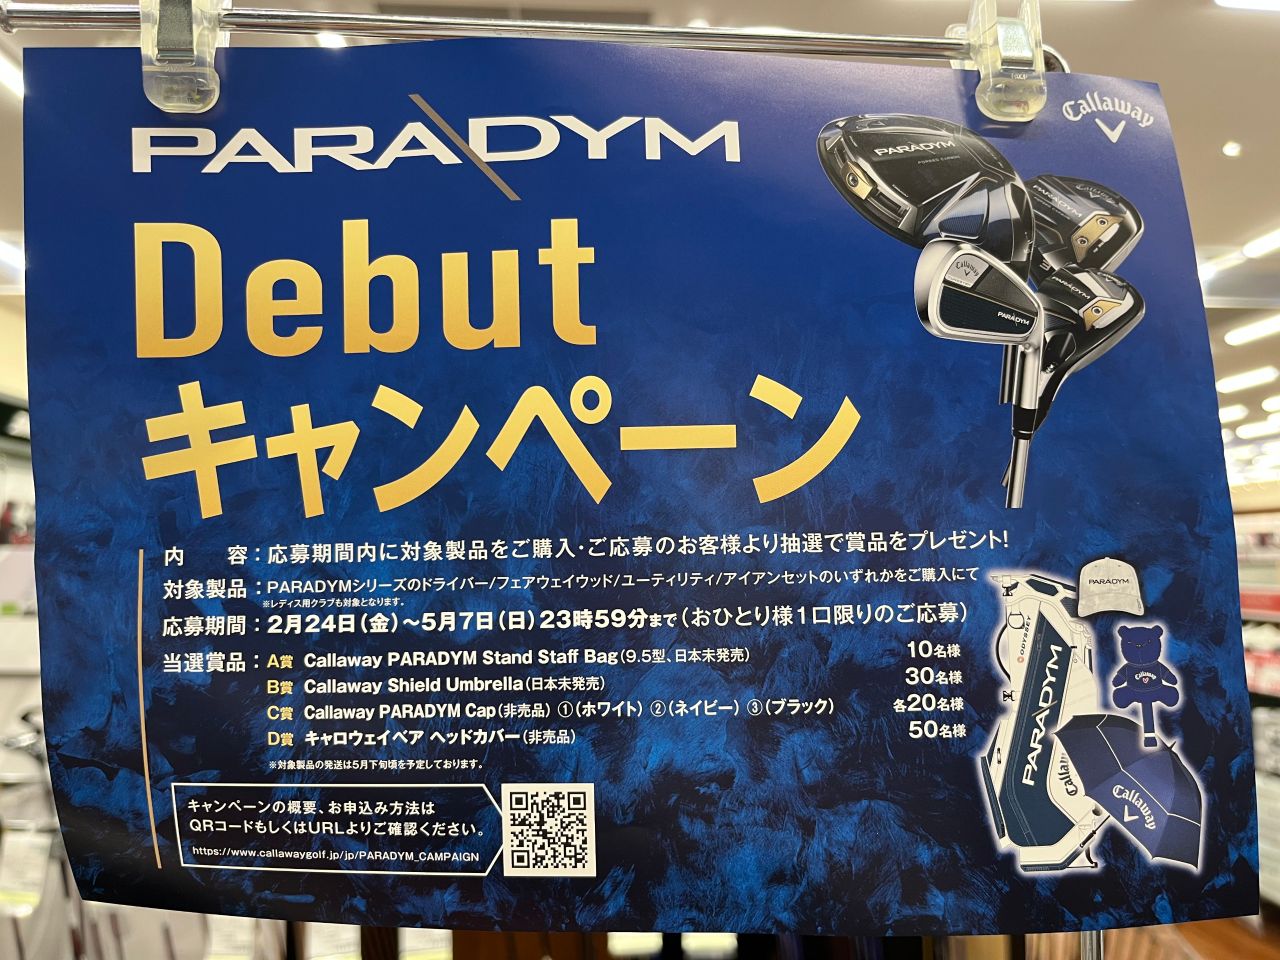 PARADYM
Callaway
Debut
キャンペーン
内　容：応募期間内に対象製品をご購入・ご応募のお客様より抽選で賞品をプレゼント!
対象製品：PARADYMシリーズのドライバー/フェアウェイウッド/ユーティリティ/アイアンセットのいずれかをご購入にて
※レディス用クラブも対象となります。
応募期間：2月24日(金)～5月7日(日)23時59分まで(おひとり様1口限りのご応募)
当選賞品：A賞 Callaway PARADYM Stand Staff Bag(9.5型、日本未発売) 10名様
B賞 Callaway Shield Umbrella(日本未発売) 30名様
C賞 Callaway PARADYM Cap(非売品) ①(ホワイト) ②(ネイビー) ③(ブラック) 各20名様
D賞 キャロウェイベア ヘッドカバー(非売品) 50名様
※対象製品の発送は5月下旬頃を予定しております。
キャンペーンの概要、お申込み方法は
QRコードもしくはURLよりご確認ください。
https://www.callawaygolf.jp/jp/PARADYM_CAMPAIGN
PARADYM
Callaway
PARADYM
PARADYM
Callaway
PARADYM
PARADYM
ODYSSEY
PARADYM
Callaway
Callaway
Callaway